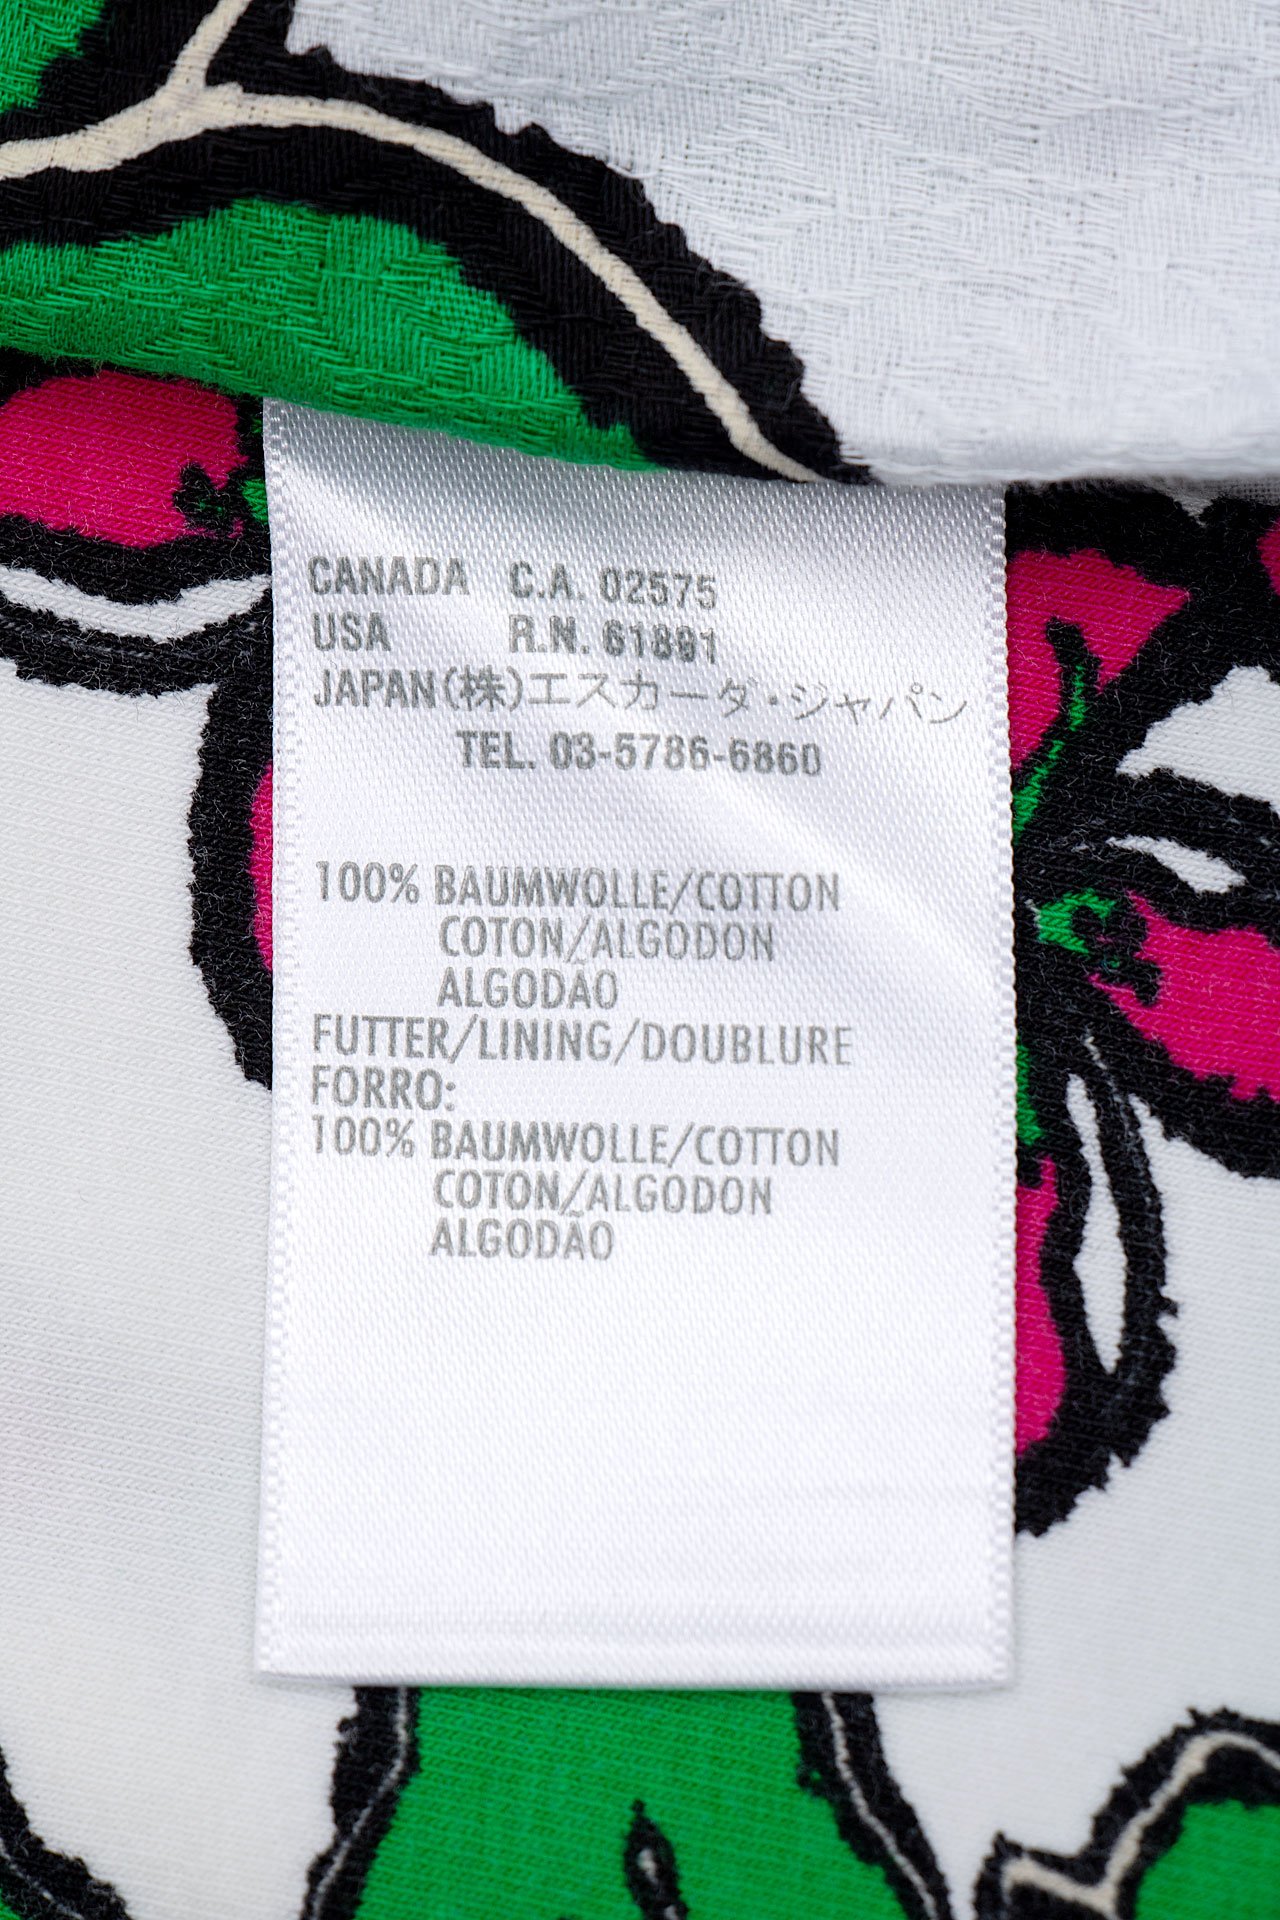 CANADA C.A. 02575
USA R.N. 61891
JAPAN(株)エスカーダ・ジャパン
TEL. 03-5786-6860
100% BAUMWOLLE/COTTON
COTON/ALGODON
ALGODÃO
FUTTER/LINING/DOUBLURE
FORRO:
100% BAUMWOLLE/COTTON
COTON/ALGODON
ALGODÃO